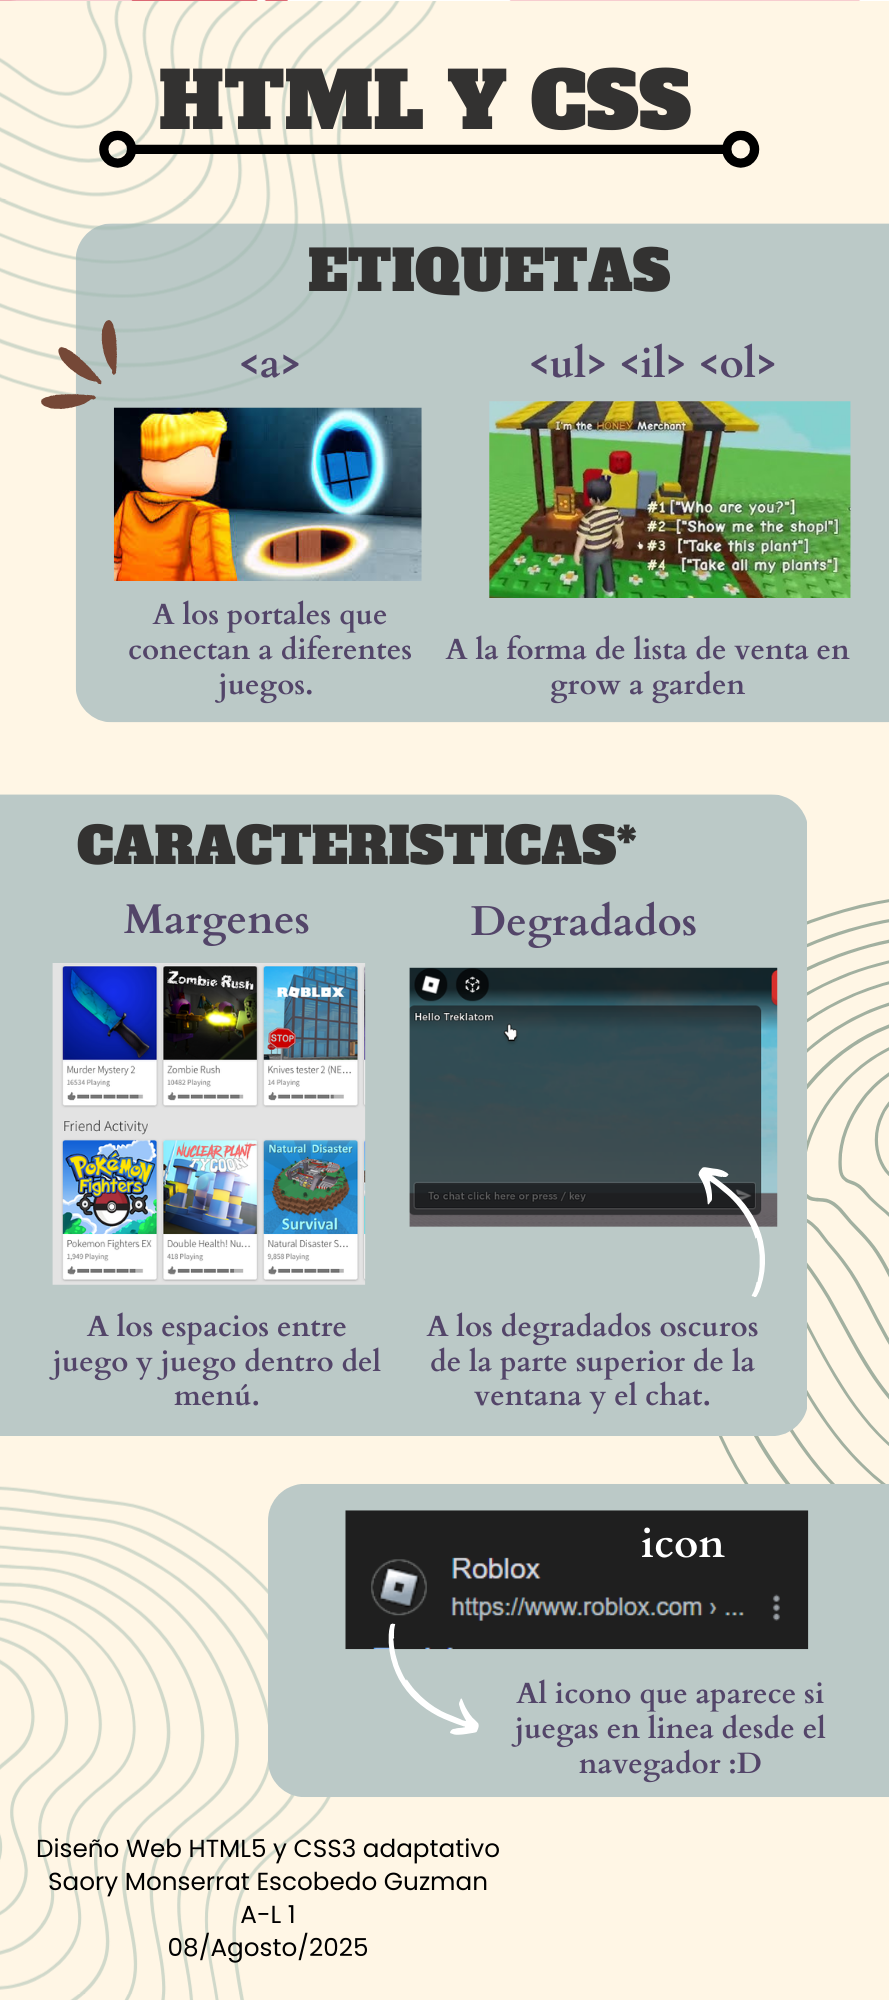 HTML Y CSS
ETIQUETAS
<a>
<ul> <il> <ol>
I'm the HONEY Merchant
#1 ["Who are you?"]
#2 ["Show me the shop!"]
#3 ["Take this plant"]
#4 ["Take all my plants"]
A los portales que
conectan a diferentes
juegos.
A la forma de lista de venta en
grow a garden
CARACTERISTICAS*
Margenes
Degradados
Zombie Rush
ROBLOX
STOP
Murder Mystery 2
16534 Playing
Zombie Rush
10482 Playing
Knives tester 2 (NE...
14 Playing
Friend Activity
POKéMON
Fighters
NUCLEAR PLANT
TYCOON
Natural Disaster
Survival
Pokemon Fighters EX
1,949 Playing
Double Health! Nu...
418 Playing
Natural Disaster S...
9,858 Playing
Hello Treklatom
To chat click here or press / key
A los espacios entre
juego y juego dentro del
menú.
A los degradados oscuros
de la parte superior de la
ventana y el chat.
icon
Roblox
https://www.roblox.com › ...
Al icono que aparece si
juegas en linea desde el
navegador :D
Diseño Web HTML5 y CSS3 adaptativo
Saory Monserrat Escobedo Guzman
A-L 1
08/Agosto/2025